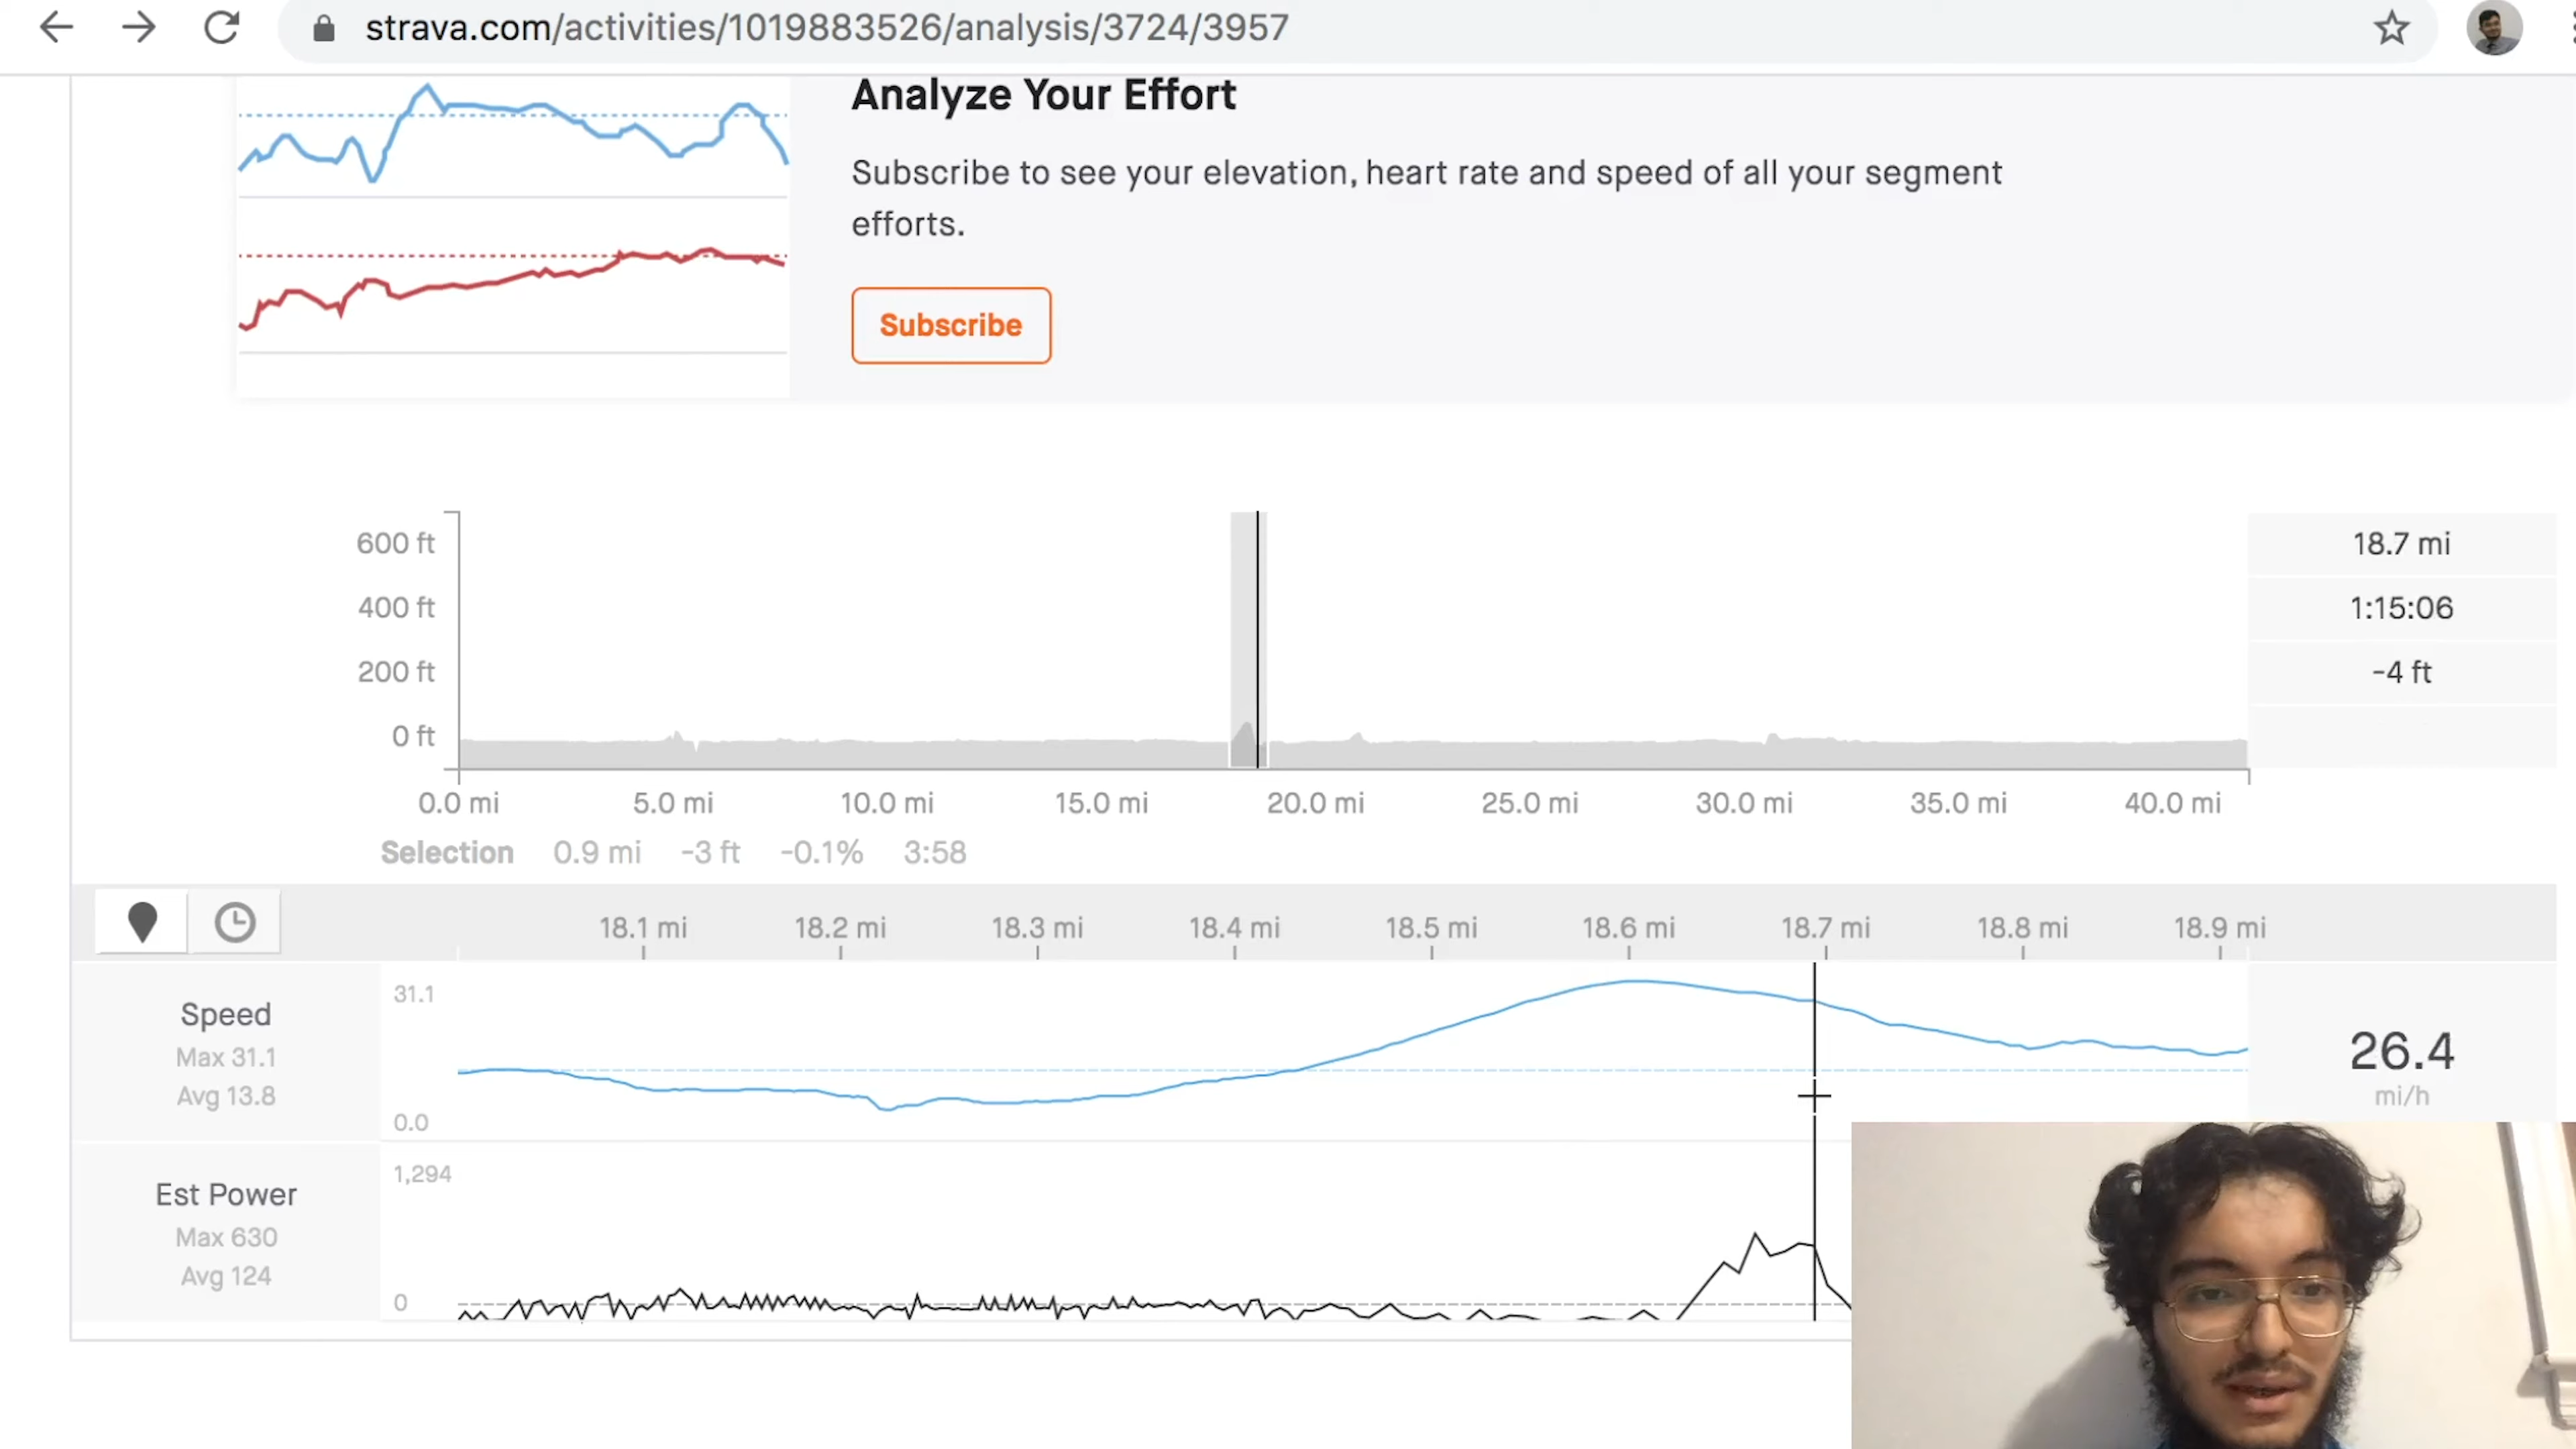 strava.com/activities/1019883526/analysis/3724/3957
Analyze Your Effort
Subscribe to see your elevation, heart rate and speed of all your segment
efforts.
Subscribe
600 ft
400 ft
200 ft
0 ft
18.7 mi
1:15:06
-4 ft
0.0 mi 5.0 mi 10.0 mi 15.0 mi 20.0 mi 25.0 mi 30.0 mi 35.0 mi 40.0 mi
Selection 0.9 mi -3 ft -0.1% 3:58
18.1 mi 18.2 mi 18.3 mi 18.4 mi 18.5 mi 18.6 mi 18.7 mi 18.8 mi 18.9 mi
Speed
Max 31.1
Avg 13.8
31.1
0.0
26.4
mi/h
Est Power
Max 630
Avg 124
1,294
0